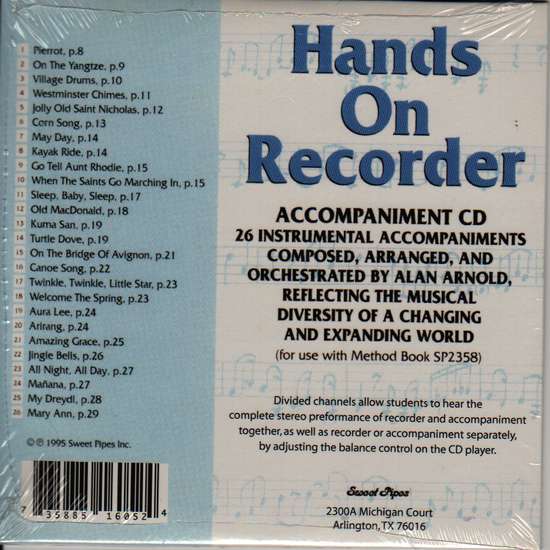 1 Pierrot, p.8
2 On The Yangtze, p.9
3 Village Drums, p.10
4 Westminster Chimes, p.11
5 Jolly Old Saint Nicholas, p.12
6 Corn Song, p.13
7 May Day, p.14
8 Kayak Ride, p.14
9 Go Tell Aunt Rhodie, p.15
10 When The Saints Go Marching In, p.15
11 Sleep, Baby, Sleep, p.17
12 Old MacDonald, p.18
13 Kuma San, p.19
14 Turtle Dove, p.19
15 On The Bridge Of Avignon, p.21
16 Canoe Song, p.22
17 Twinkle, Twinkle, Little Star, p.23
18 Welcome The Spring, p.23
19 Aura Lee, p.24
20 Arirang, p.24
21 Amazing Grace, p.25
22 Jingle Bells, p.26
23 All Night, All Day, p.27
24 Mañana, p.27
25 My Dreydl, p.28
26 Mary Ann, p.29
© ℗ 1995 Sweet Pipes Inc.
7 35885 16052 4
Hands
On
Recorder
ACCOMPANIMENT CD
26 INSTRUMENTAL ACCOMPANIMENTS
COMPOSED, ARRANGED, AND
ORCHESTRATED BY ALAN ARNOLD,
REFLECTING THE MUSICAL
DIVERSITY OF A CHANGING
AND EXPANDING WORLD
(for use with Method Book SP2358)
Divided channels allow students to hear the
complete stereo preformance of recorder and accompaniment
together, as well as recorder or accompaniment separately,
by adjusting the balance control on the CD player.
Sweet Pipes
2300A Michigan Court
Arlington, TX 76016